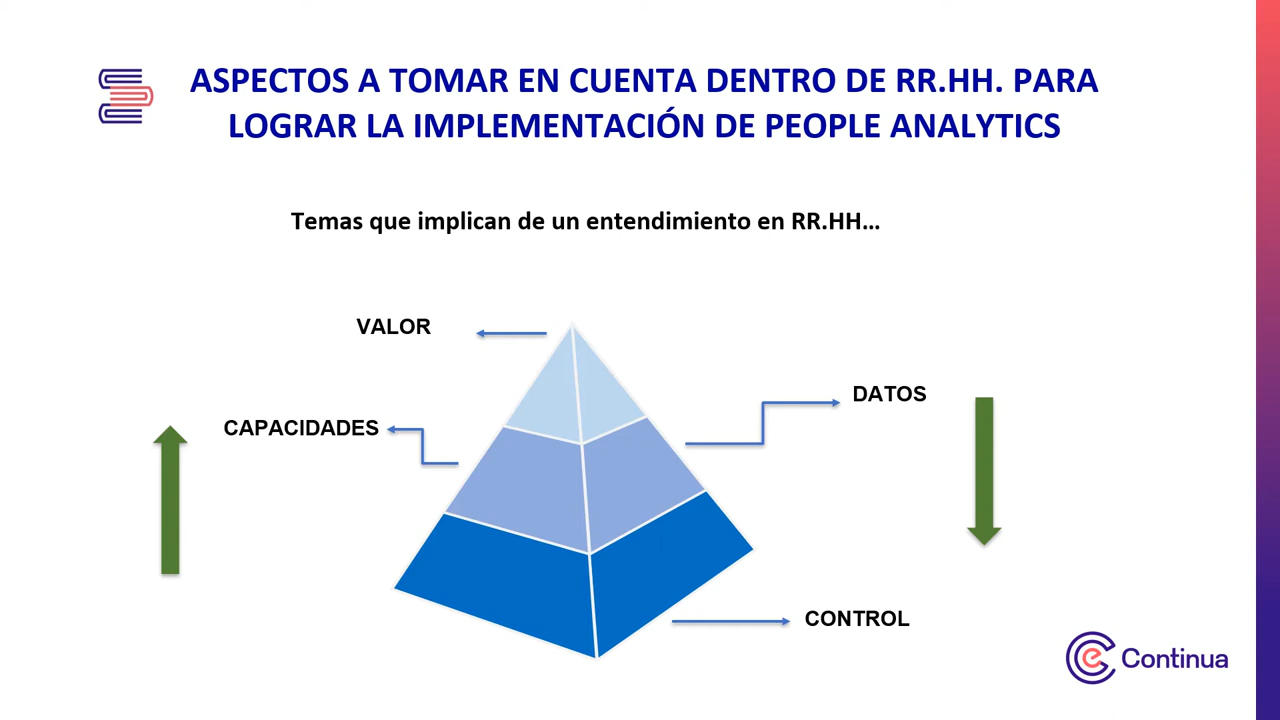 ASPECTOS A TOMAR EN CUENTA DENTRO DE RR.HH. PARA
LOGRAR LA IMPLEMENTACIÓN DE PEOPLE ANALYTICS
Temas que implican de un entendimiento en RR.HH...
VALOR
DATOS
CAPACIDADES
CONTROL
e Continua